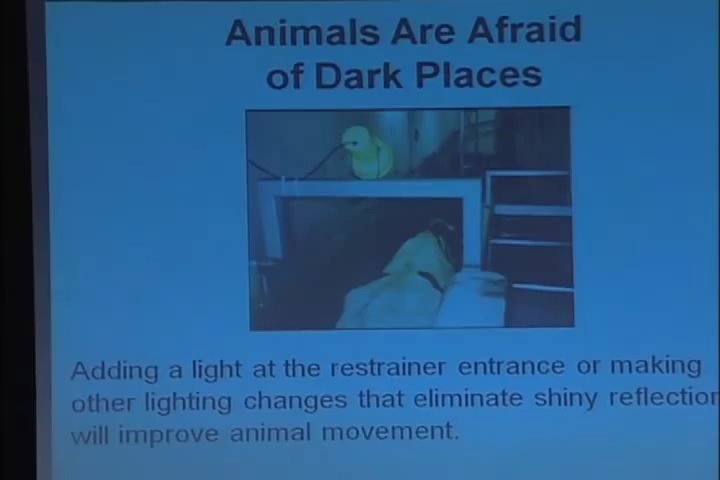 Animals Are Afraid
of Dark Places
Adding a light at the restrainer entrance or making
other lighting changes that eliminate shiny reflection
will improve animal movement.